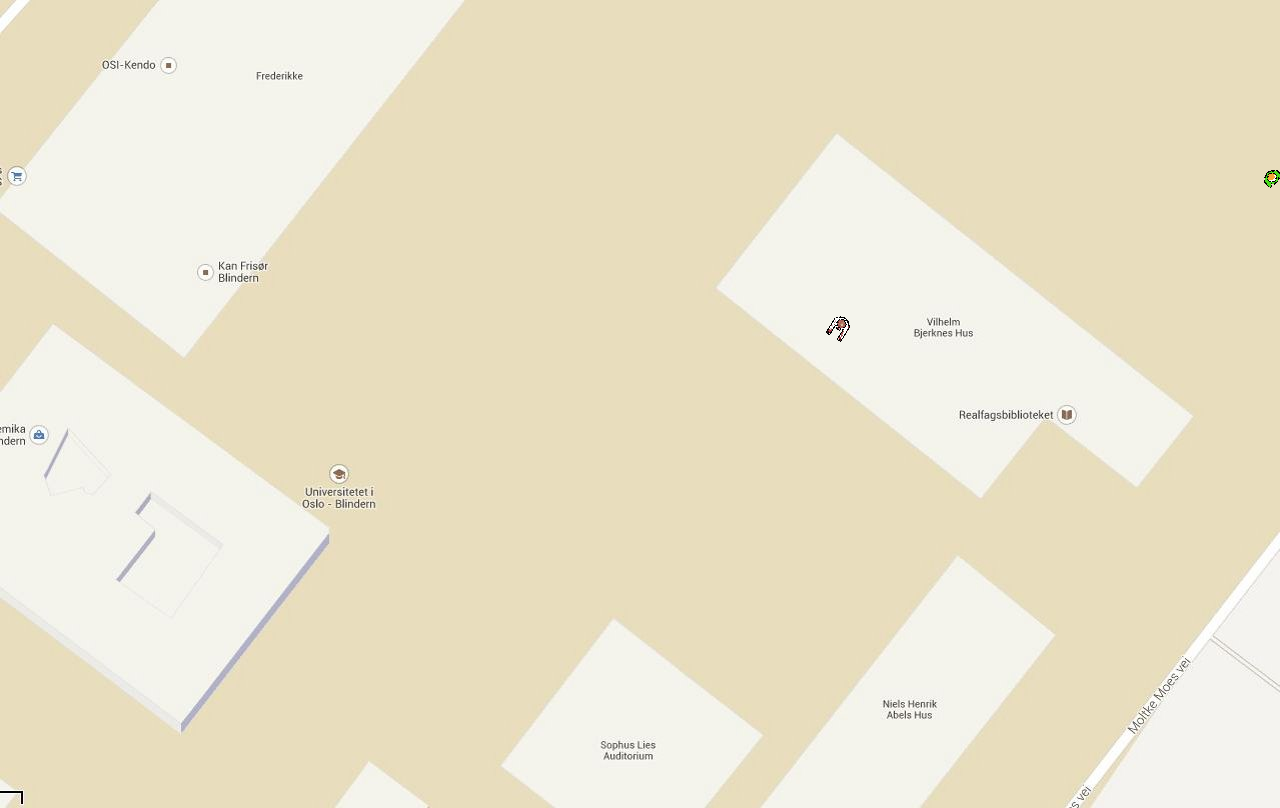 OSI-Kendo
Frederikke
Kan Frisør
Blindern
Vilhelm
Bjerknes Hus
Realfagsbiblioteket
Universitetet i
Oslo - Blindern
Niels Henrik
Abels Hus
Sophus Lies
Auditorium
Moltke Moes vei